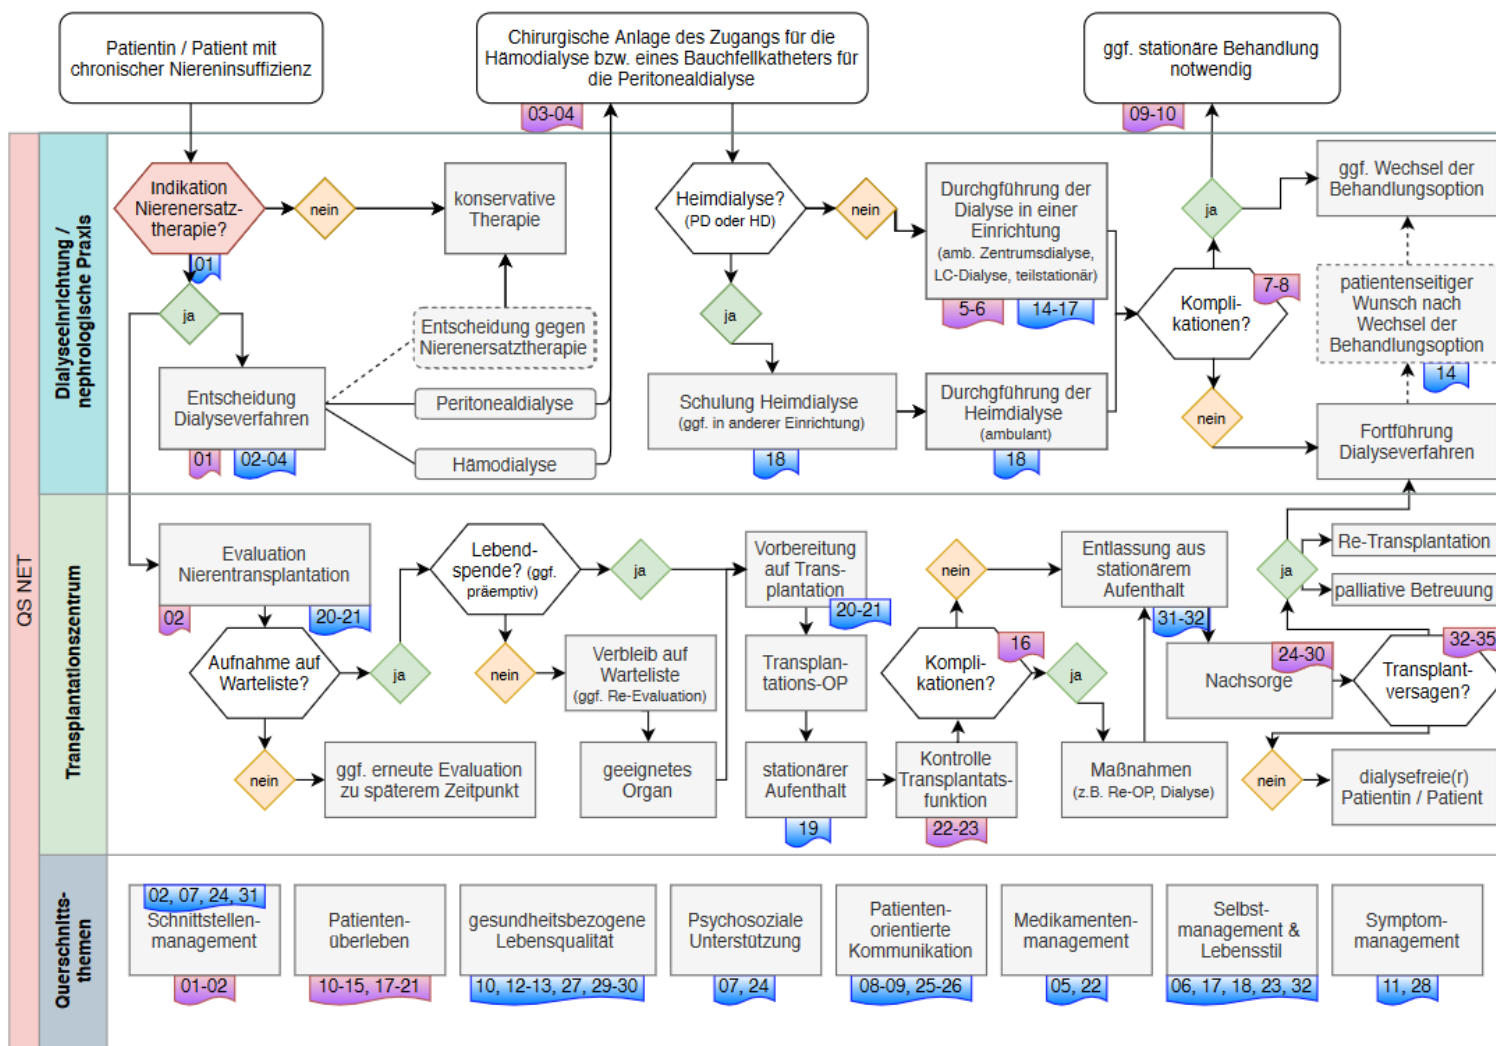 Patientin / Patient mit
chronischer Niereninsuffizienz
Chirurgische Anlage des Zugangs für die
Hämodialyse bzw. eines Bauchfellkatheters für
die Peritonealdialyse
03-04
ggf. stationäre Behandlung
notwendig
09-10
QS NET
Dialyseeinrichtung /
nephrologische Praxis
Indikation
Nierenersatz-
therapie?
01
nein
konservative
Therapie
ja
Entscheidung gegen
Nierenersatztherapie
Entscheidung
Dialyseverfahren
01
02-04
Peritonealdialyse
Hämodialyse
Heimdialyse?
(PD oder HD)
nein
ja
Durchgführung der
Dialyse in einer
Einrichtung
(amb. Zentrumsdialyse,
LC-Dialyse, teilstationär)
5-6
14-17
Schulung Heimdialyse
(ggf. in anderer Einrichtung)
18
Durchgführung der
Heimdialyse
(ambulant)
18
Kompli-
kationen?
7-8
ja
nein
ggf. Wechsel der
Behandlungsoption
patientenseitiger
Wunsch nach
Wechsel der
Behandlungsoption
14
Fortführung
Dialyseverfahren
Transplantationszentrum
Evaluation
Nierentransplantation
02
20-21
Aufnahme auf
Warteliste?
ja
nein
ggf. erneute Evaluation
zu späterem Zeitpunkt
Lebend-
spende? (ggf.
präemptiv)
ja
nein
Verbleib auf
Warteliste
(ggf. Re-Evaluation)
geeignetes
Organ
Vorbereitung
auf Trans-
plantation
20-21
Transplan-
tations-OP
stationärer
Aufenthalt
19
Kontrolle
Transplantats-
funktion
22-23
Kompli-
kationen?
16
nein
ja
Maßnahmen
(z.B. Re-OP, Dialyse)
Entlassung aus
stationärem
Aufenthalt
31-32
Nachsorge
24-30
Transplant-
versagen?
32-35
ja
Re-Transplantation
palliative Betreuung
nein
dialysefreie(r)
Patientin / Patient
Querschnitts-
themen
02, 07, 24, 31
Schnittstellen-
management
01-02
Patienten-
überleben
10-15, 17-21
gesundheitsbezogene
Lebensqualität
10, 12-13, 27, 29-30
Psychosoziale
Unterstützung
07, 24
Patienten-
orientierte
Kommunikation
08-09, 25-26
Medikamenten-
management
05, 22
Selbst-
management &
Lebensstil
06, 17, 18, 23, 32
Symptom-
management
11, 28